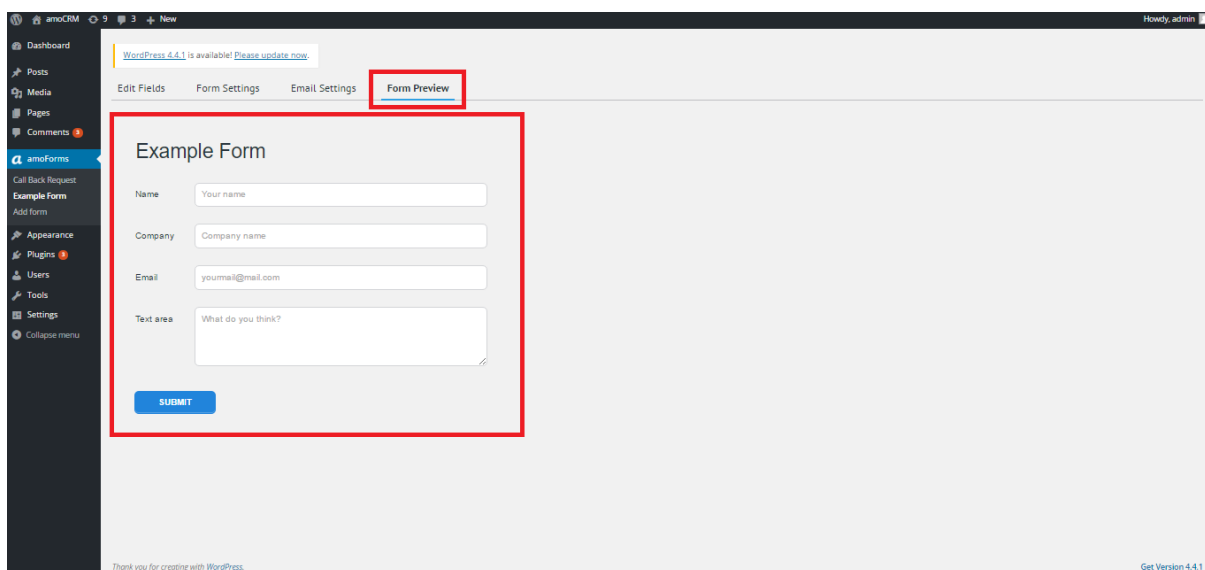 amoCRM 9 3 + New Howdy, admin
Dashboard
WordPress 4.4.1 is available! Please update now.
Posts
Media
Pages
Comments 3
amoForms
Call Back Request
Example Form
Add form
Appearance
Plugins 3
Users
Tools
Settings
Collapse menu
Edit Fields Form Settings Email Settings Form Preview
Example Form
Name Your name
Company Company name
Email yourmail@mail.com
Text area What do you think?
SUBMIT
Thank you for creating with WordPress. Get Version 4.4.1